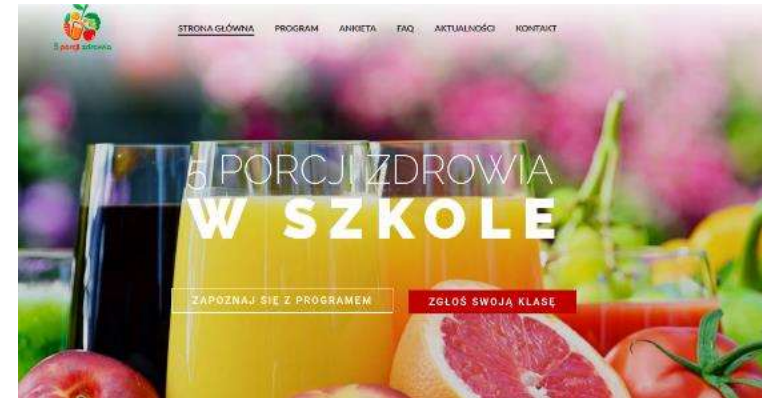 5 porcji zdrowia
STRONA GŁÓWNA PROGRAM ANKIETA FAQ AKTUALNOŚCI KONTAKT
5 PORCJI ZDROWIA
W SZKOLE
ZAPOZNAJ SIĘ Z PROGRAMEM ZGŁOŚ SWOJĄ KLASĘ